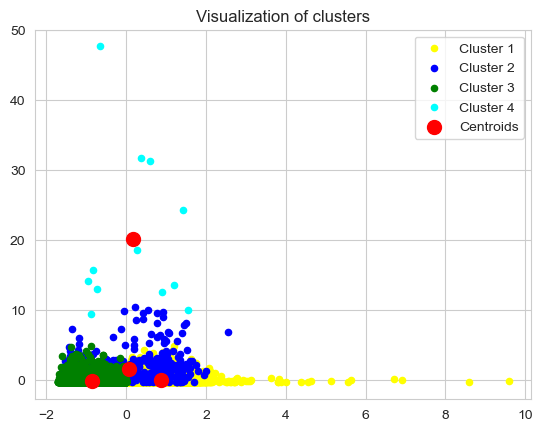 Visualization of clusters
Cluster 1
Cluster 2
Cluster 3
Cluster 4
Centroids
50
40
30
20
10
0
−2
0
2
4
6
8
10